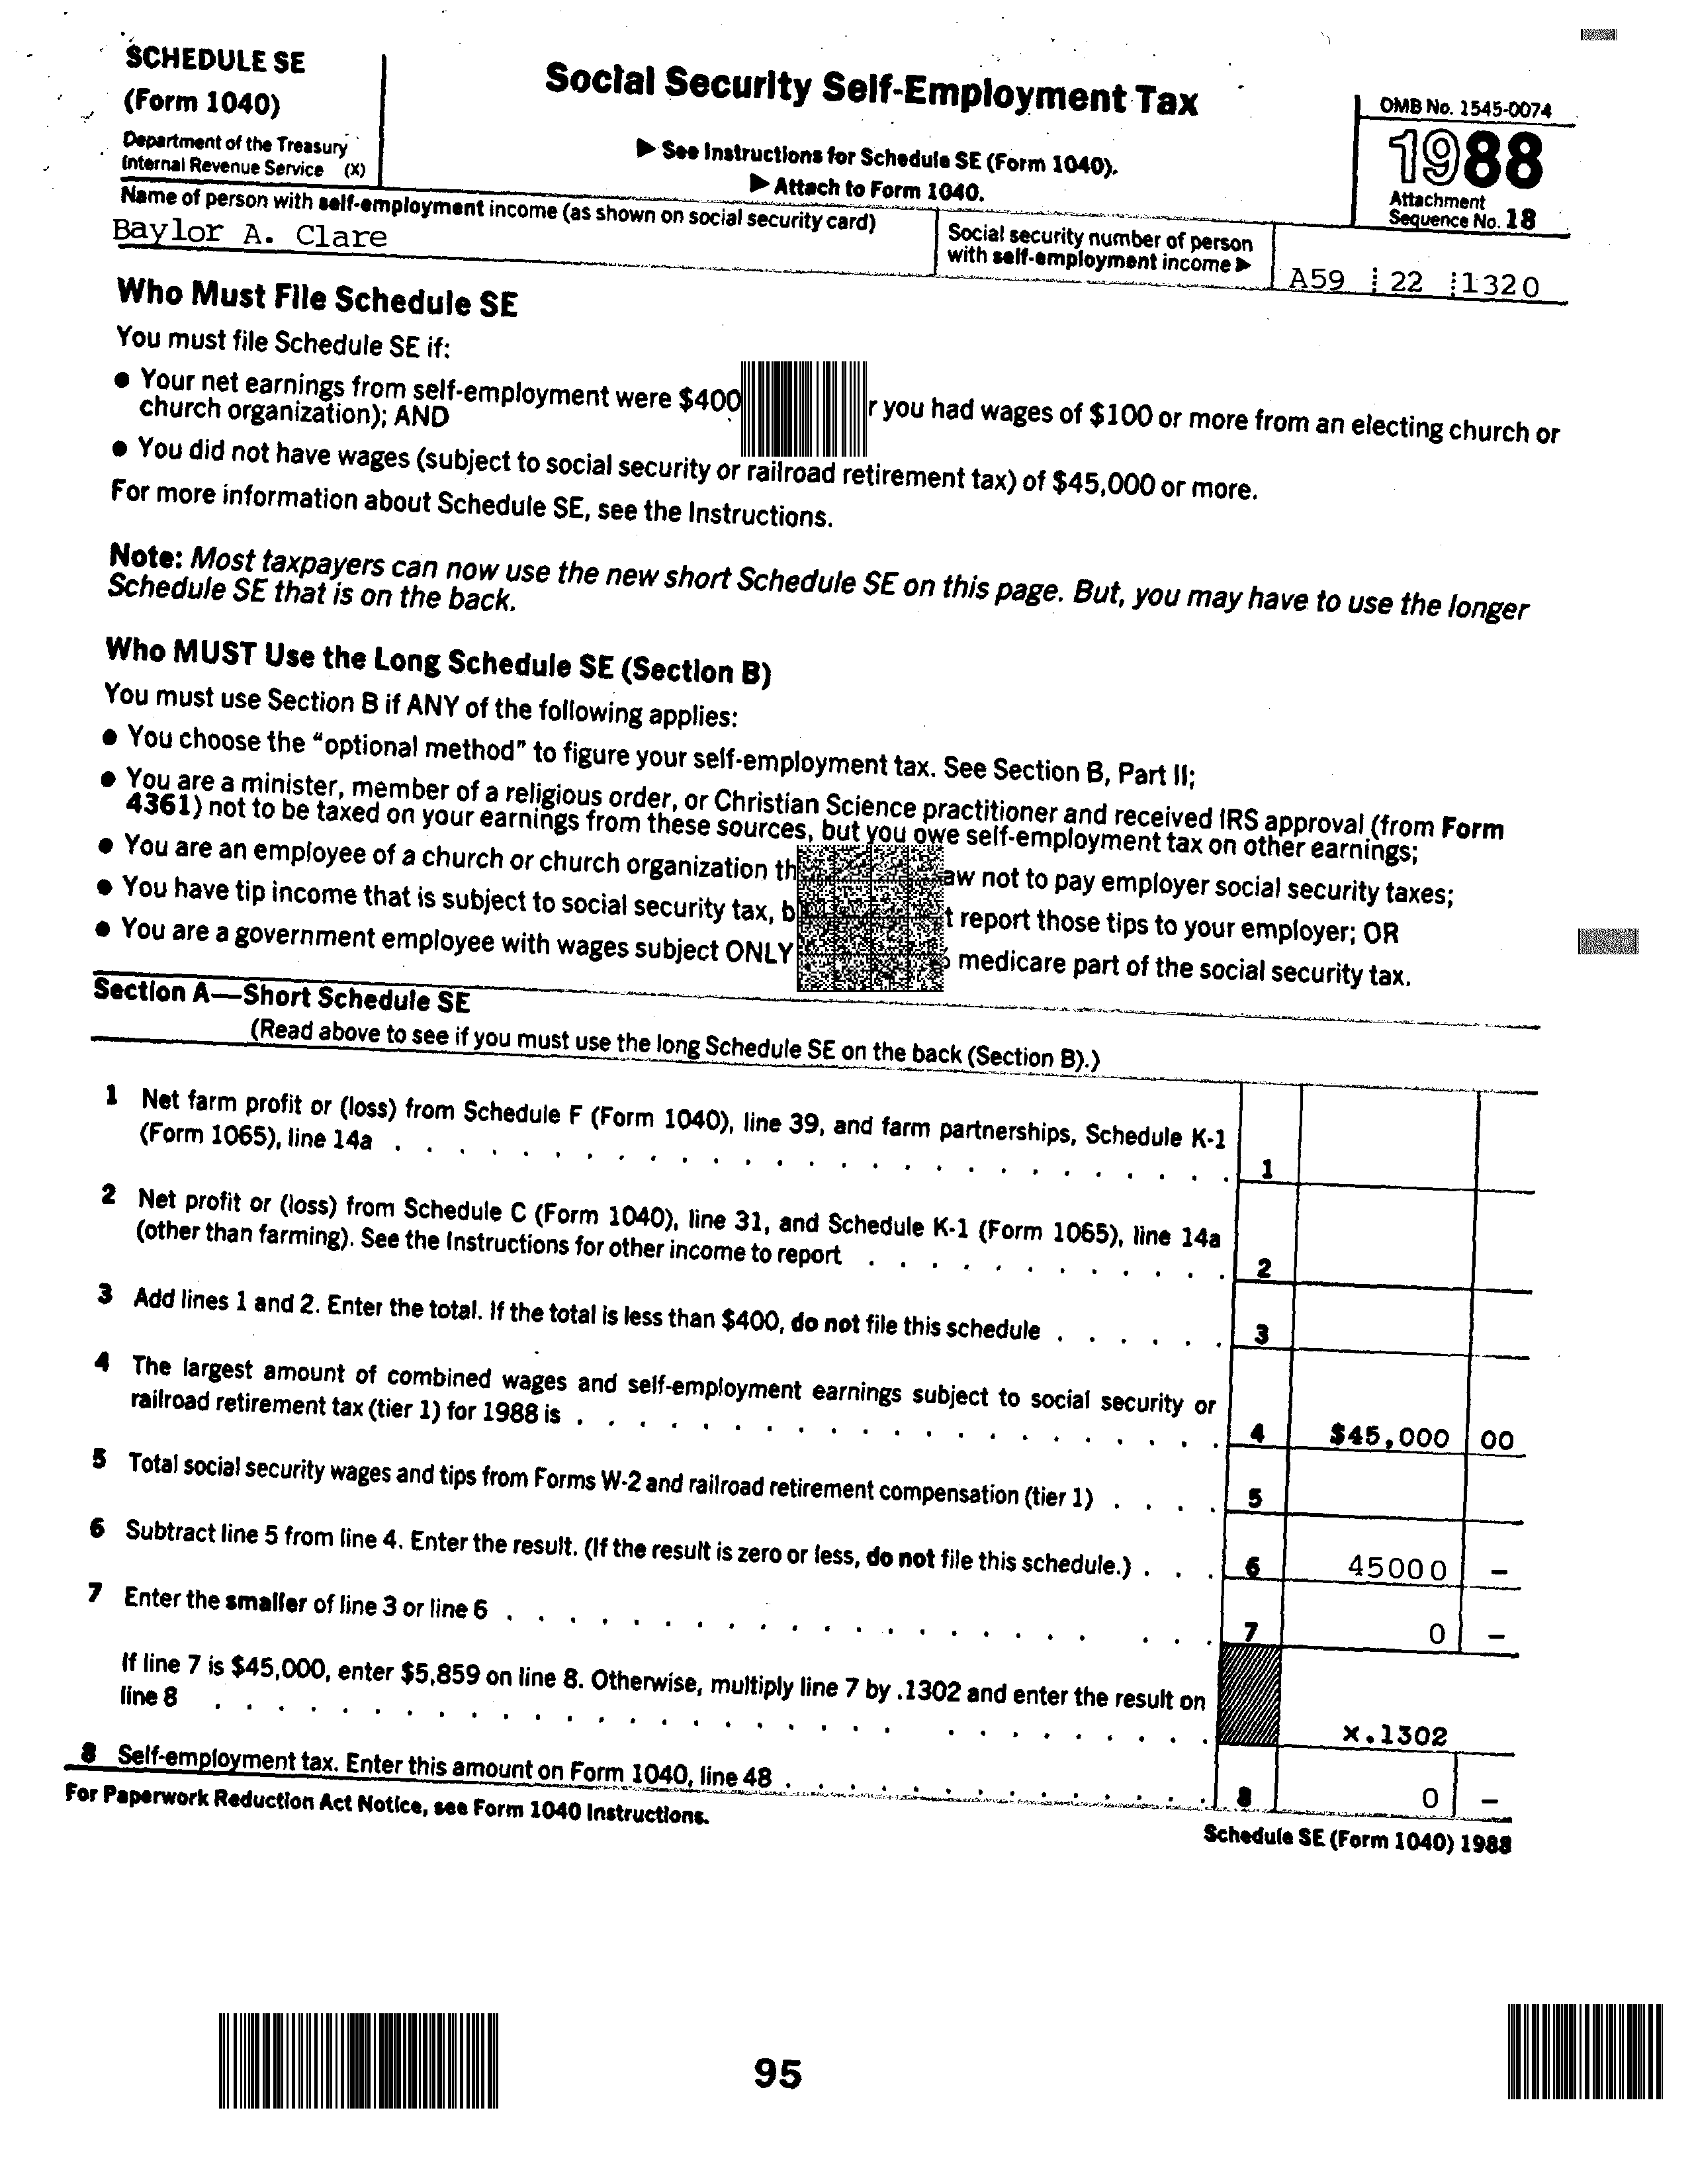 SCHEDULE SE
(Form 1040)
Department of the Treasury
Internal Revenue Service (X)
Social Security Self-Employment Tax
▶ See Instructions for Schedule SE (Form 1040).
▶ Attach to Form 1040.
OMB No. 1545-0074
1988
Attachment
Sequence No. 18
Name of person with self-employment income (as shown on social security card)
Baylor A. Clare
Social security number of person
with self-employment income ▶
A59 22 1320
Who Must File Schedule SE
You must file Schedule SE if:
● Your net earnings from self-employment were $400 you had wages of $100 or more from an electing church or
church organization); AND
● You did not have wages (subject to social security or railroad retirement tax) of $45,000 or more.
For more information about Schedule SE, see the Instructions.
Note: Most taxpayers can now use the new short Schedule SE on this page. But, you may have to use the longer
Schedule SE that is on the back.
Who MUST Use the Long Schedule SE (Section B)
You must use Section B if ANY of the following applies:
● You choose the "optional method" to figure your self-employment tax. See Section B, Part II;
● You are a minister, member of a religious order, or Christian Science practitioner and received IRS approval (from Form
4361) not to be taxed on your earnings from these sources, but you owe self-employment tax on other earnings;
● You are an employee of a church or church organization not to pay employer social security taxes;
● You have tip income that is subject to social security tax, report those tips to your employer; OR
● You are a government employee with wages subject ONLY medicare part of the social security tax.
Section A—Short Schedule SE
(Read above to see if you must use the long Schedule SE on the back (Section B).)
1 Net farm profit or (loss) from Schedule F (Form 1040), line 39, and farm partnerships, Schedule K-1
(Form 1065), line 14a . . . . . . . . . . 1
2 Net profit or (loss) from Schedule C (Form 1040), line 31, and Schedule K-1 (Form 1065), line 14a
(other than farming). See the Instructions for other income to report . . . . . . . . . . 2
3 Add lines 1 and 2. Enter the total. If the total is less than $400, do not file this schedule . . . . . . 3
4 The largest amount of combined wages and self-employment earnings subject to social security or
railroad retirement tax (tier 1) for 1988 is . . . . . . . . . . 4 $45,000 00
5 Total social security wages and tips from Forms W-2 and railroad retirement compensation (tier 1) . . . . 5
6 Subtract line 5 from line 4. Enter the result. (If the result is zero or less, do not file this schedule.) . . . 6 45000 –
7 Enter the smaller of line 3 or line 6 . . . . . . . . . . 7 0 –
If line 7 is $45,000, enter $5,859 on line 8. Otherwise, multiply line 7 by .1302 and enter the result on
line 8 . . . . . . . . . . x.1302
8 Self-employment tax. Enter this amount on Form 1040, line 48 . . . . . . . . . . 8 0 –
For Paperwork Reduction Act Notice, see Form 1040 Instructions.
Schedule SE (Form 1040) 1988
95